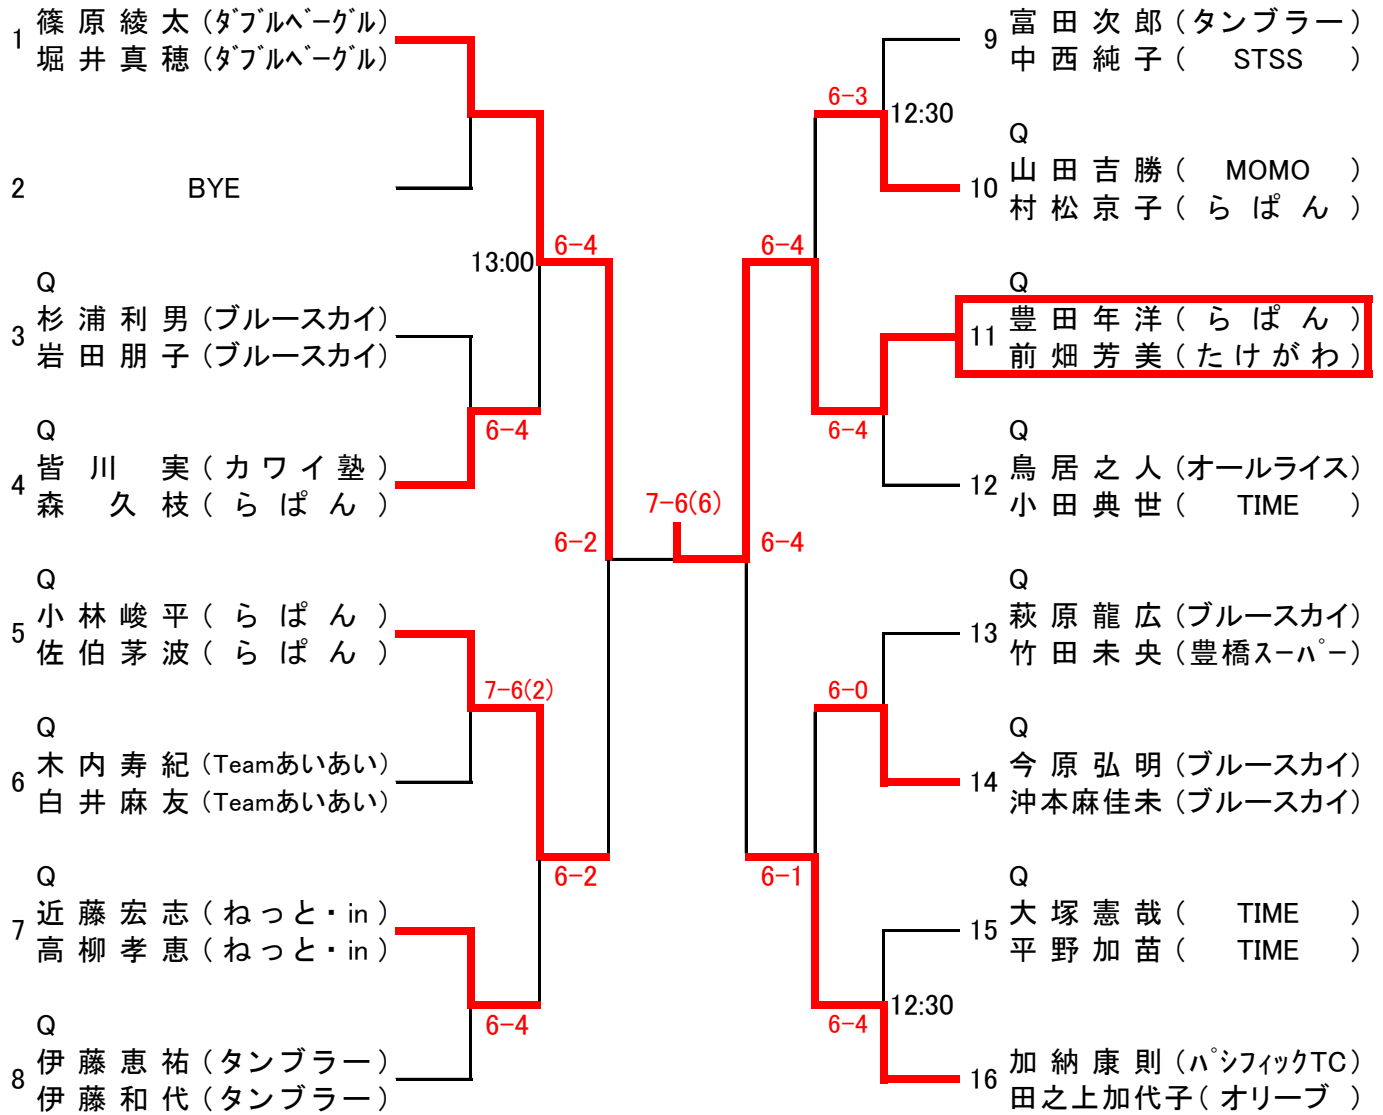 1
篠原綾太(ダブルベーグル)
堀井真穂(ダブルベーグル)
2
BYE
Q
3
杉浦利男(ブルースカイ)
岩田朋子(ブルースカイ)
Q
4
皆川 実(カワイ塾)
森 久枝(らぱん)
Q
5
小林峻平(らぱん)
佐伯茅波(らぱん)
Q
6
木内寿紀(Teamあいあい)
白井麻友(Teamあいあい)
Q
7
近藤宏志(ねっと・in)
高柳孝恵(ねっと・in)
Q
8
伊藤恵祐(タンブラー)
伊藤和代(タンブラー)
13:00
6-4
6-4
7-6(2)
6-4
6-2
6-2
7-6(6)
6-4
6-4
6-1
6-3
12:30
6-4
6-0
12:30
6-4
9
富田次郎(タンブラー)
中西純子( STSS )
Q
10
山田吉勝( MOMO )
村松京子(らぱん)
Q
11
豊田年洋(らぱん)
前畑芳美(たけがわ)
Q
12
鳥居之人(オールライス)
小田典世( TIME )
Q
13
萩原龍広(ブルースカイ)
竹田未央(豊橋スーパー)
Q
14
今原弘明(ブルースカイ)
沖本麻佳未(ブルースカイ)
Q
15
大塚憲哉( TIME )
平野加苗( TIME )
16
加納康則(パシフィックTC)
田之上加代子(オリーブ)